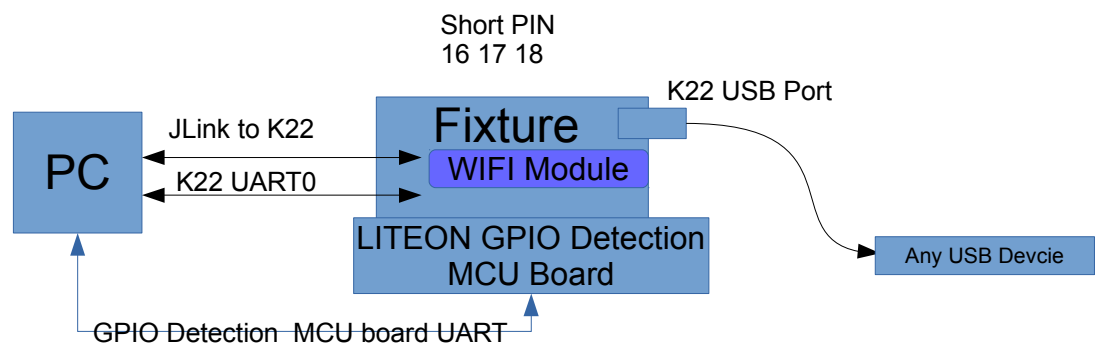 Short PIN
16 17 18
K22 USB Port
JLink to K22
Fixture
PC
WIFI Module
K22 UART0
LITEON GPIO Detection
MCU Board
Any USB Devcie
GPIO Detection  MCU board UART